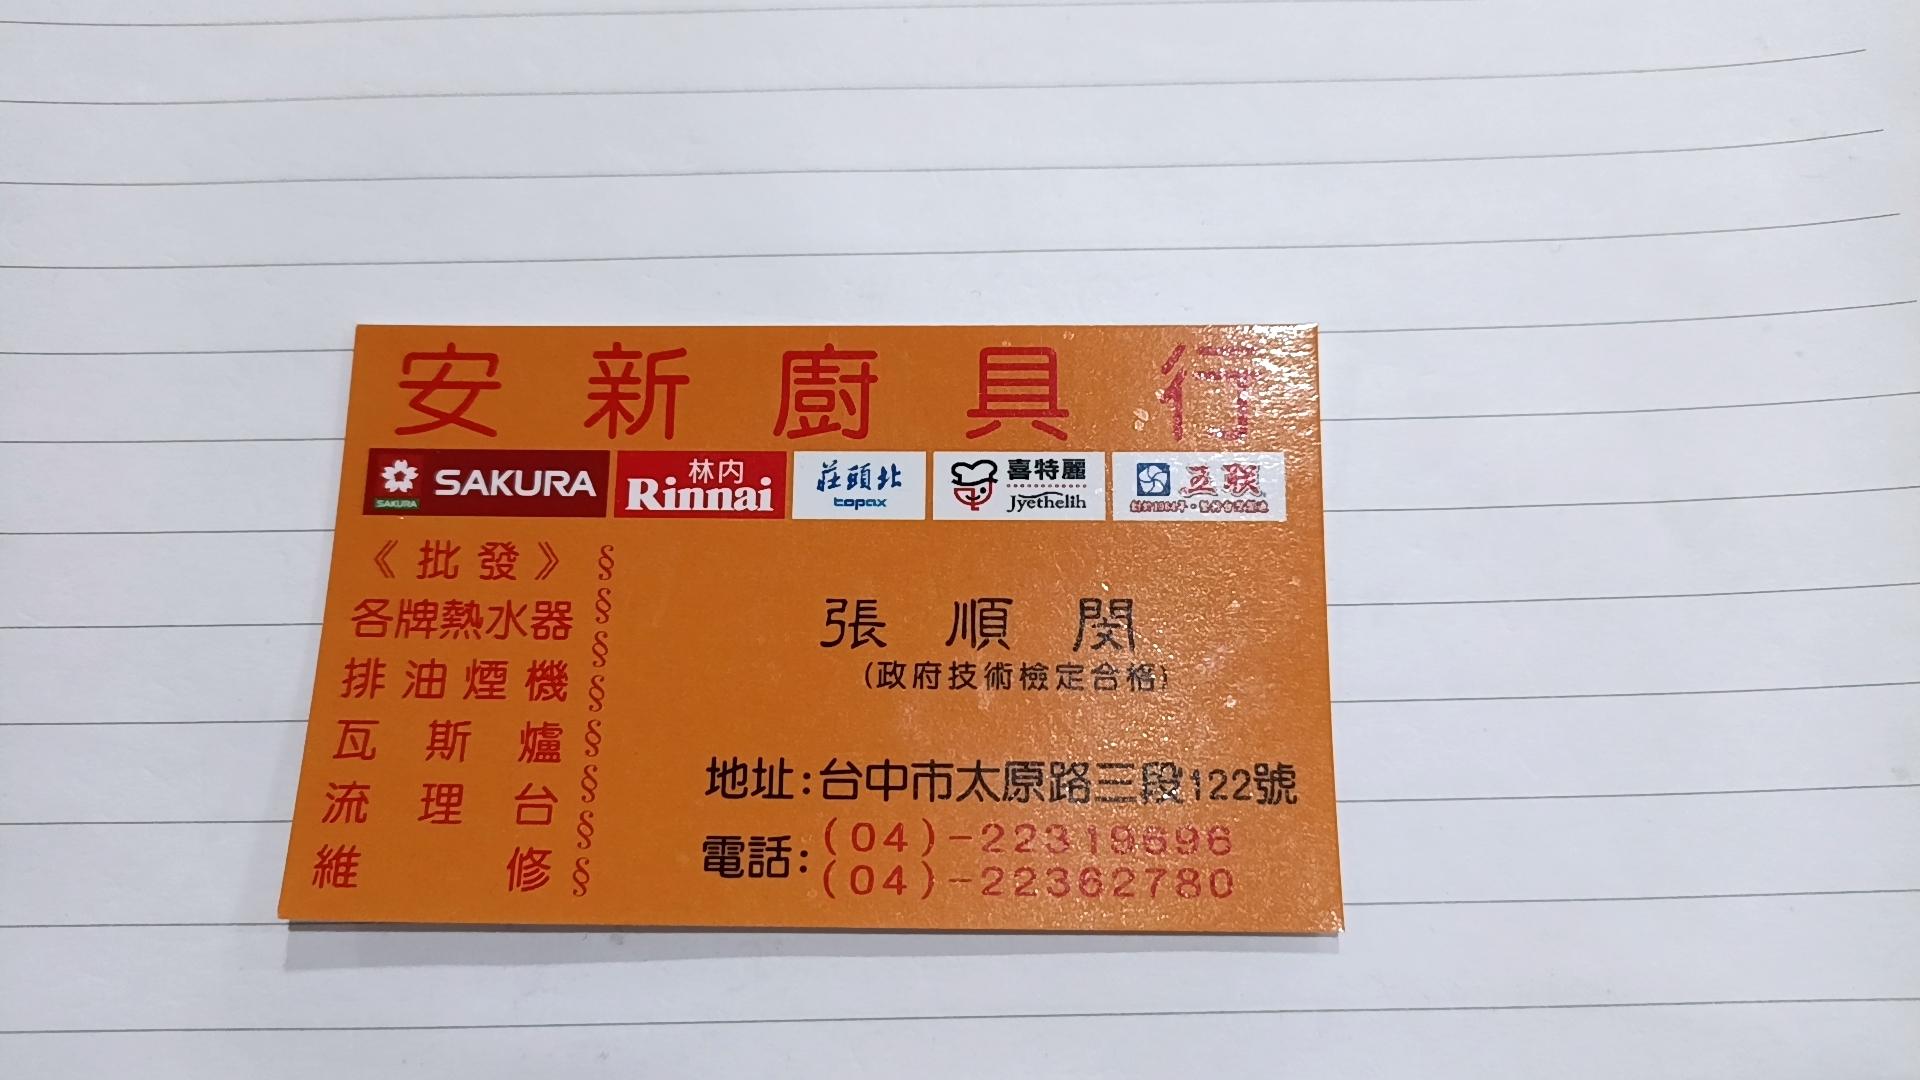 安新廚具行
SAKURA SAKURA 林內 Rinnai 莊頭北 topax 喜特麗 Jyethelih 五聯
《批發》
各牌熱水器
排油煙機
瓦斯爐
流理台
維修
張順閔
(政府技術檢定合格)
地址:台中市太原路三段122號
電話:(04)-22319696
(04)-22362780